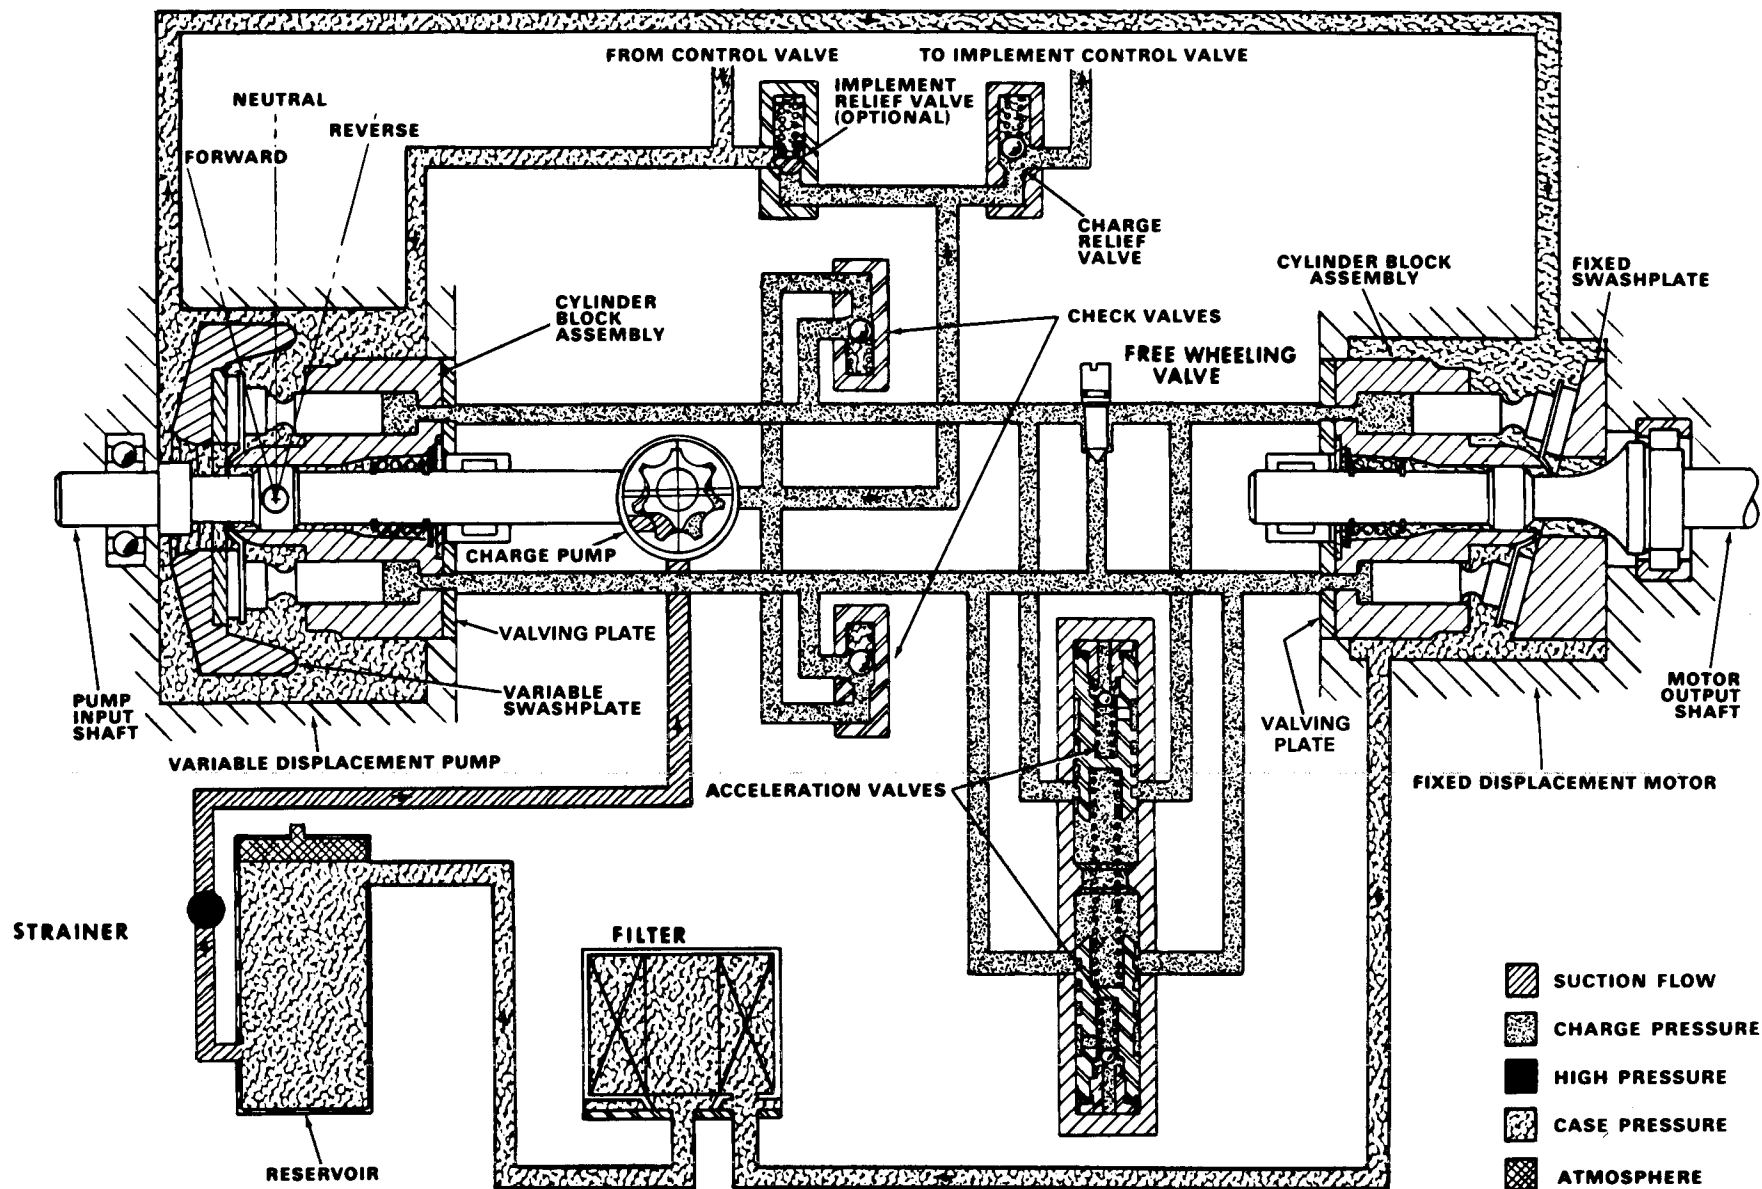 FROM CONTROL VALVE
TO IMPLEMENT CONTROL VALVE
NEUTRAL
REVERSE
FORWARD
IMPLEMENT
RELIEF VALVE
(OPTIONAL)
CHARGE
RELIEF
VALVE
CYLINDER BLOCK
ASSEMBLY
FIXED
SWASHPLATE
CYLINDER
BLOCK
ASSEMBLY
CHECK VALVES
FREE WHEELING
VALVE
CHARGE PUMP
VALVING PLATE
VARIABLE
SWASHPLATE
PUMP
INPUT
SHAFT
VARIABLE DISPLACEMENT PUMP
ACCELERATION VALVES
VALVING
PLATE
MOTOR
OUTPUT
SHAFT
FIXED DISPLACEMENT MOTOR
STRAINER
FILTER
RESERVOIR
SUCTION FLOW
CHARGE PRESSURE
HIGH PRESSURE
CASE PRESSURE
ATMOSPHERE